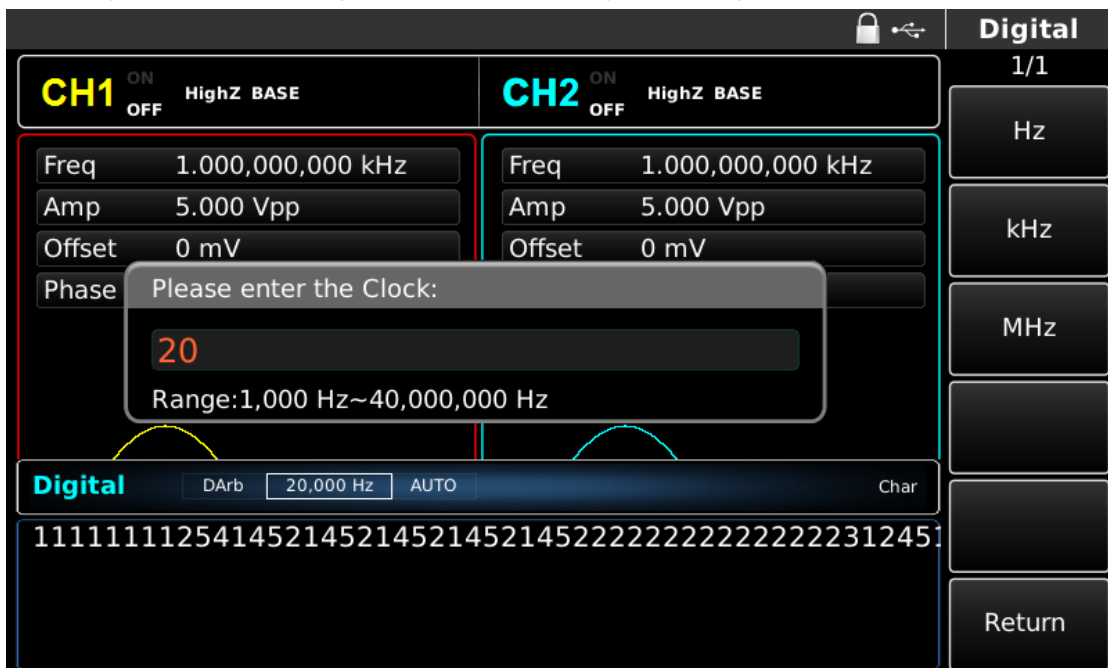 Digital
1/1
CH1 ON OFF HighZ BASE
CH2 ON OFF HighZ BASE
Freq 1.000,000,000 kHz
Amp 5.000 Vpp
Offset 0 mV
Phase
Freq 1.000,000,000 kHz
Amp 5.000 Vpp
Offset 0 mV
Please enter the Clock:
20
Range:1,000 Hz~40,000,000 Hz
Digital DArb 20,000 Hz AUTO Char
1111111125414521452145214521452222222222222231245
Hz
kHz
MHz
Return